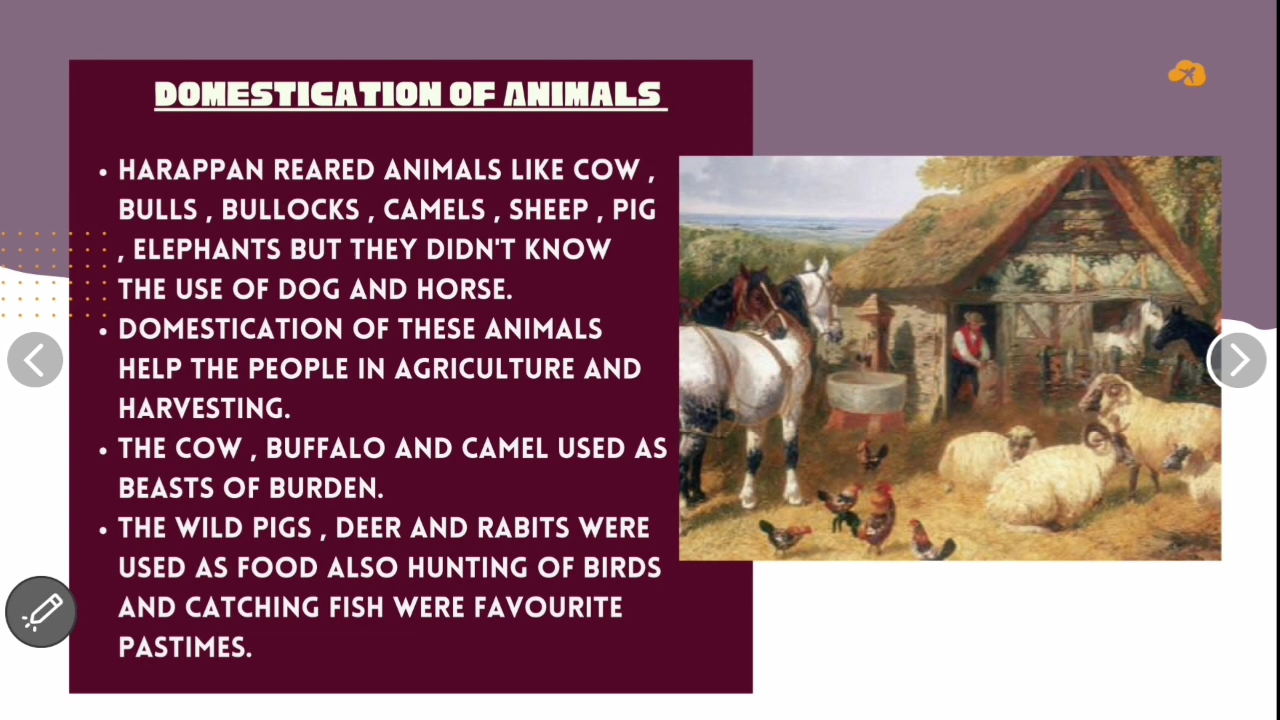 DOMESTICATION OF ANIMALS
• HARAPPAN REARED ANIMALS LIKE COW ,
BULLS , BULLOCKS , CAMELS , SHEEP , PIG
, ELEPHANTS BUT THEY DIDN'T KNOW
THE USE OF DOG AND HORSE.
• DOMESTICATION OF THESE ANIMALS
HELP THE PEOPLE IN AGRICULTURE AND
HARVESTING.
• THE COW , BUFFALO AND CAMEL USED AS
BEASTS OF BURDEN.
• THE WILD PIGS , DEER AND RABITS WERE
USED AS FOOD ALSO HUNTING OF BIRDS
AND CATCHING FISH WERE FAVOURITE
PASTIMES.